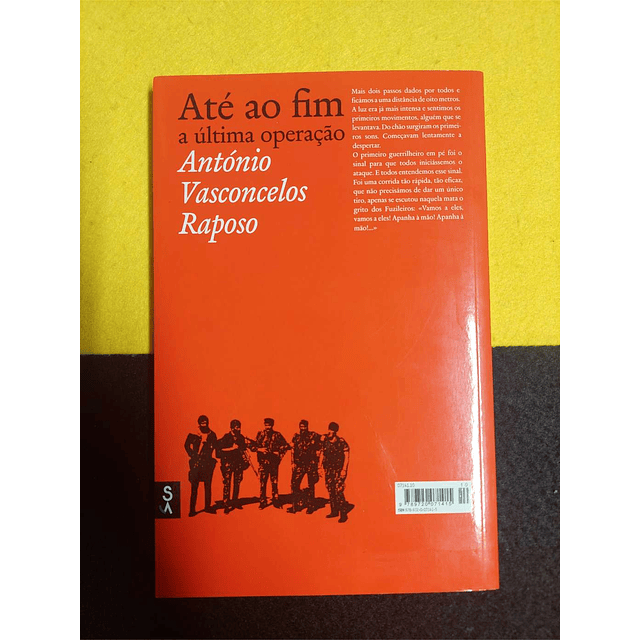 Até ao fim
a última operação
António
Vasconcelos
Raposo
Mais dois passos dados por todos e
ficámos a uma distância de oito metros.
A luz era já mais intensa e sentimos os
primeiros movimentos, alguém que se
levantava. Do chão surgiram os primei-
ros sons. Começavam lentamente a
despertar.
O primeiro guerrilheiro em pé foi o
sinal para que todos iniciássemos o
ataque. E todos entendemos esse sinal.
Foi uma corrida tão rápida, tão eficaz,
que não precisámos de dar um único
tiro, apenas se escutou naquela mara o
grito dos Fuzileiros: «Vamos a eles,
vamos a eles! Apanha à mão! Apanha à
mão!...»
S